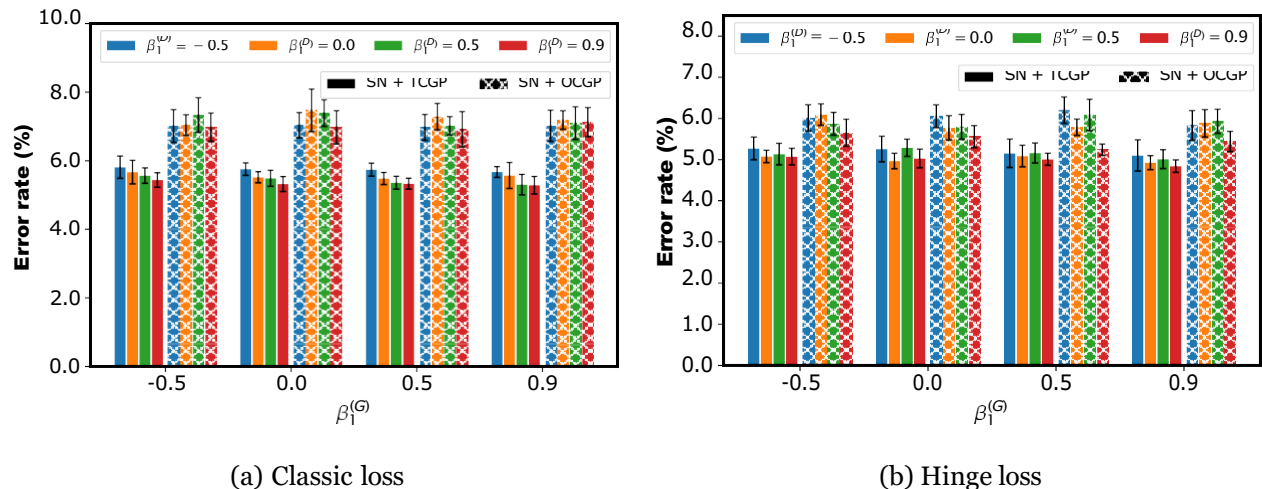 10.0
8.0
6.0
4.0
2.0
0.0
Error rate (%)
β₁^(D) = − 0.5
β₁^(D) = 0.0
β₁^(D) = 0.5
β₁^(D) = 0.9
SN + TCGP
SN + OCGP
-0.5
0.0
0.5
0.9
β₁^(G)
(a) Classic loss
8.0
7.0
6.0
5.0
4.0
3.0
2.0
1.0
0.0
Error rate (%)
β₁^(D) = − 0.5
β₁^(D) = 0.0
β₁^(D) = 0.5
β₁^(D) = 0.9
SN + TCGP
SN + OCGP
-0.5
0.0
0.5
0.9
β₁^(G)
(b) Hinge loss